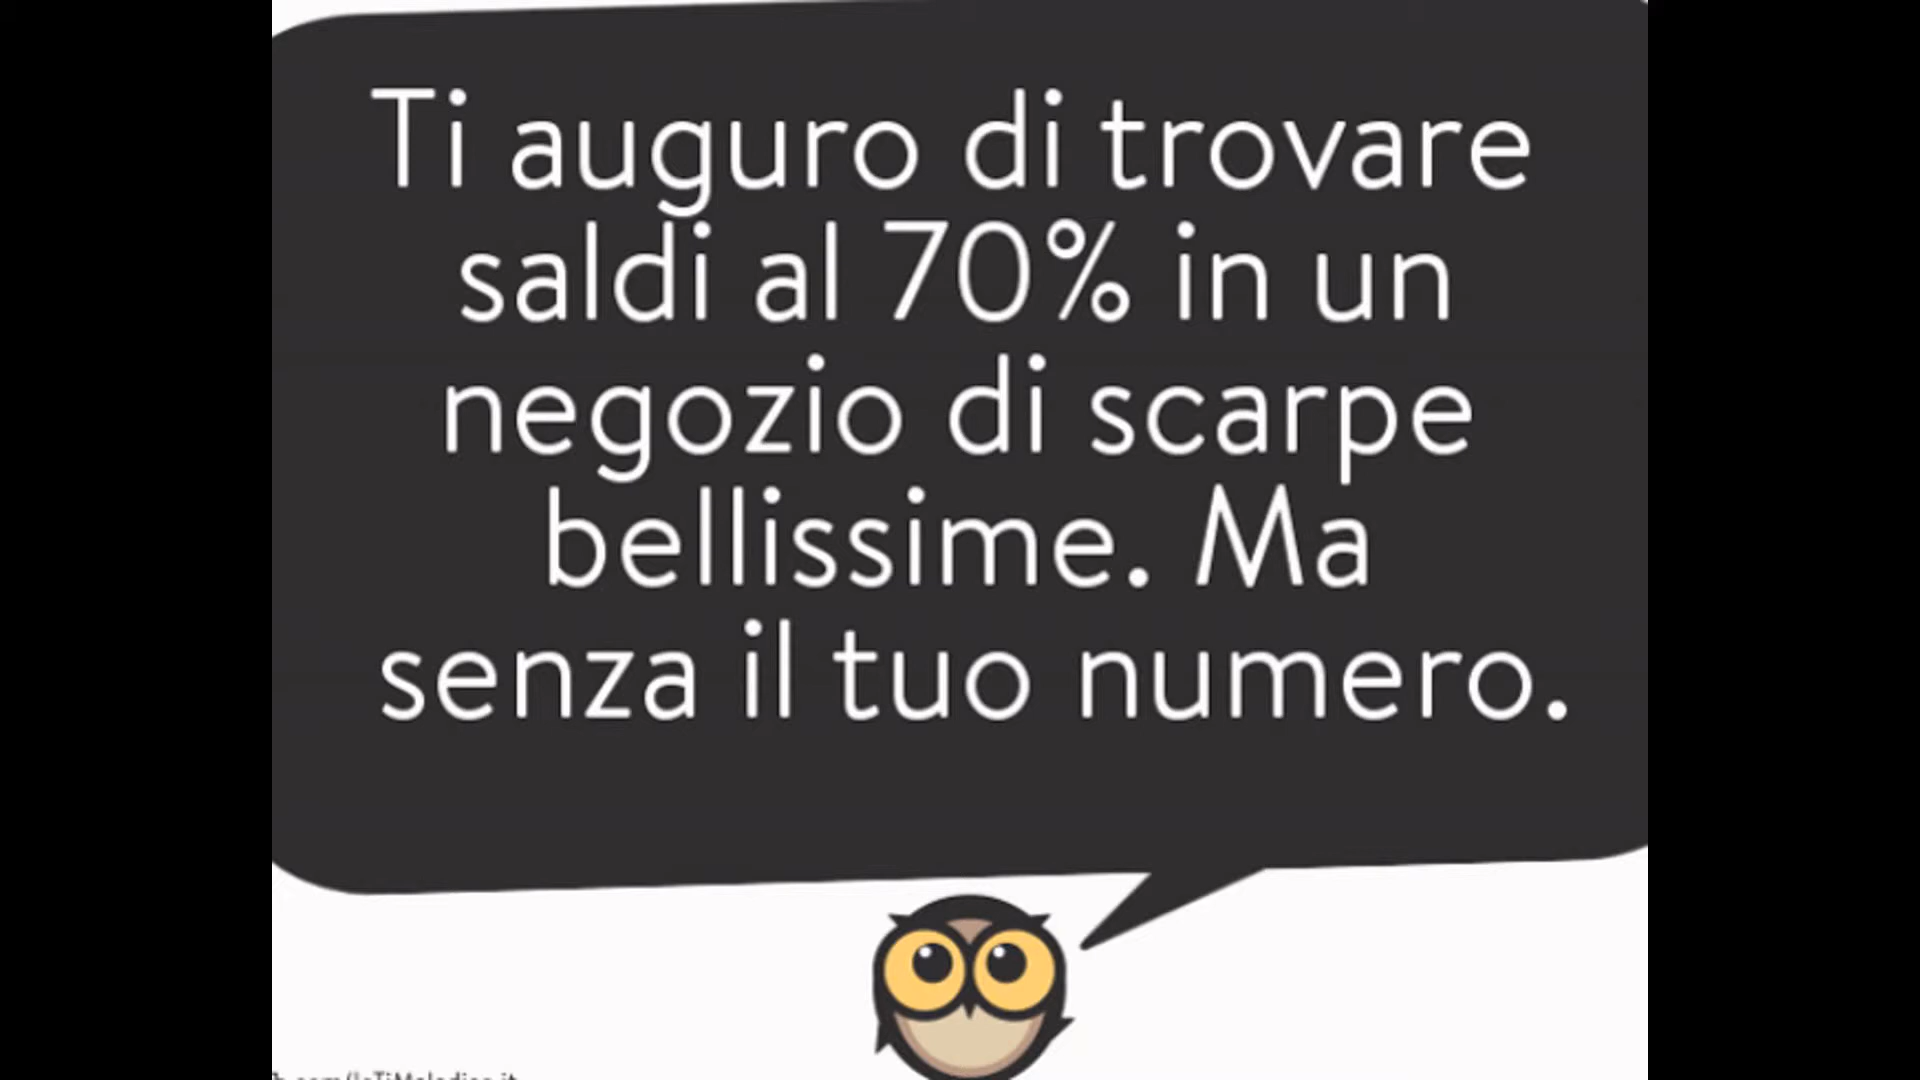 Ti auguro di trovare
saldi al 70% in un
negozio di scarpe
bellissime. Ma
senza il tuo numero.